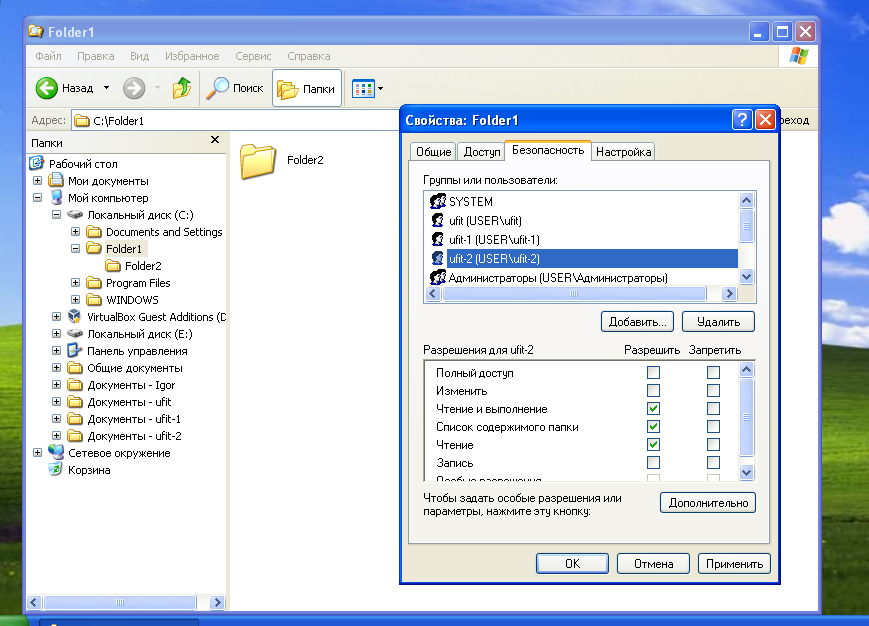 Folder1
Файл Правка Вид Избранное Сервис Справка
Назад Поиск Папки
Адрес: C:\Folder1 реход
Папки
Рабочий стол
Мои документы
Мой компьютер
Локальный диск (C:)
Documents and Settings
Folder1
Folder2
Program Files
WINDOWS
VirtualBox Guest Additions (D
Локальный диск (E:)
Панель управления
Общие документы
Документы - Igor
Документы - ufit
Документы - ufit-1
Документы - ufit-2
Сетевое окружение
Корзина
Folder2
Свойства: Folder1
Общие Доступ Безопасность Настройка
Группы или пользователи:
SYSTEM
ufit (USER\ufit)
ufit-1 (USER\ufit-1)
ufit-2 (USER\ufit-2)
Администраторы (USER\Администраторы)
Добавить... Удалить
Разрешения для ufit-2 Разрешить Запретить
Полный доступ
Изменить
Чтение и выполнение
Список содержимого папки
Чтение
Запись
Особые разрешения
Чтобы задать особые разрешения или
параметры, нажмите эту кнопку:
Дополнительно
OK Отмена Применить